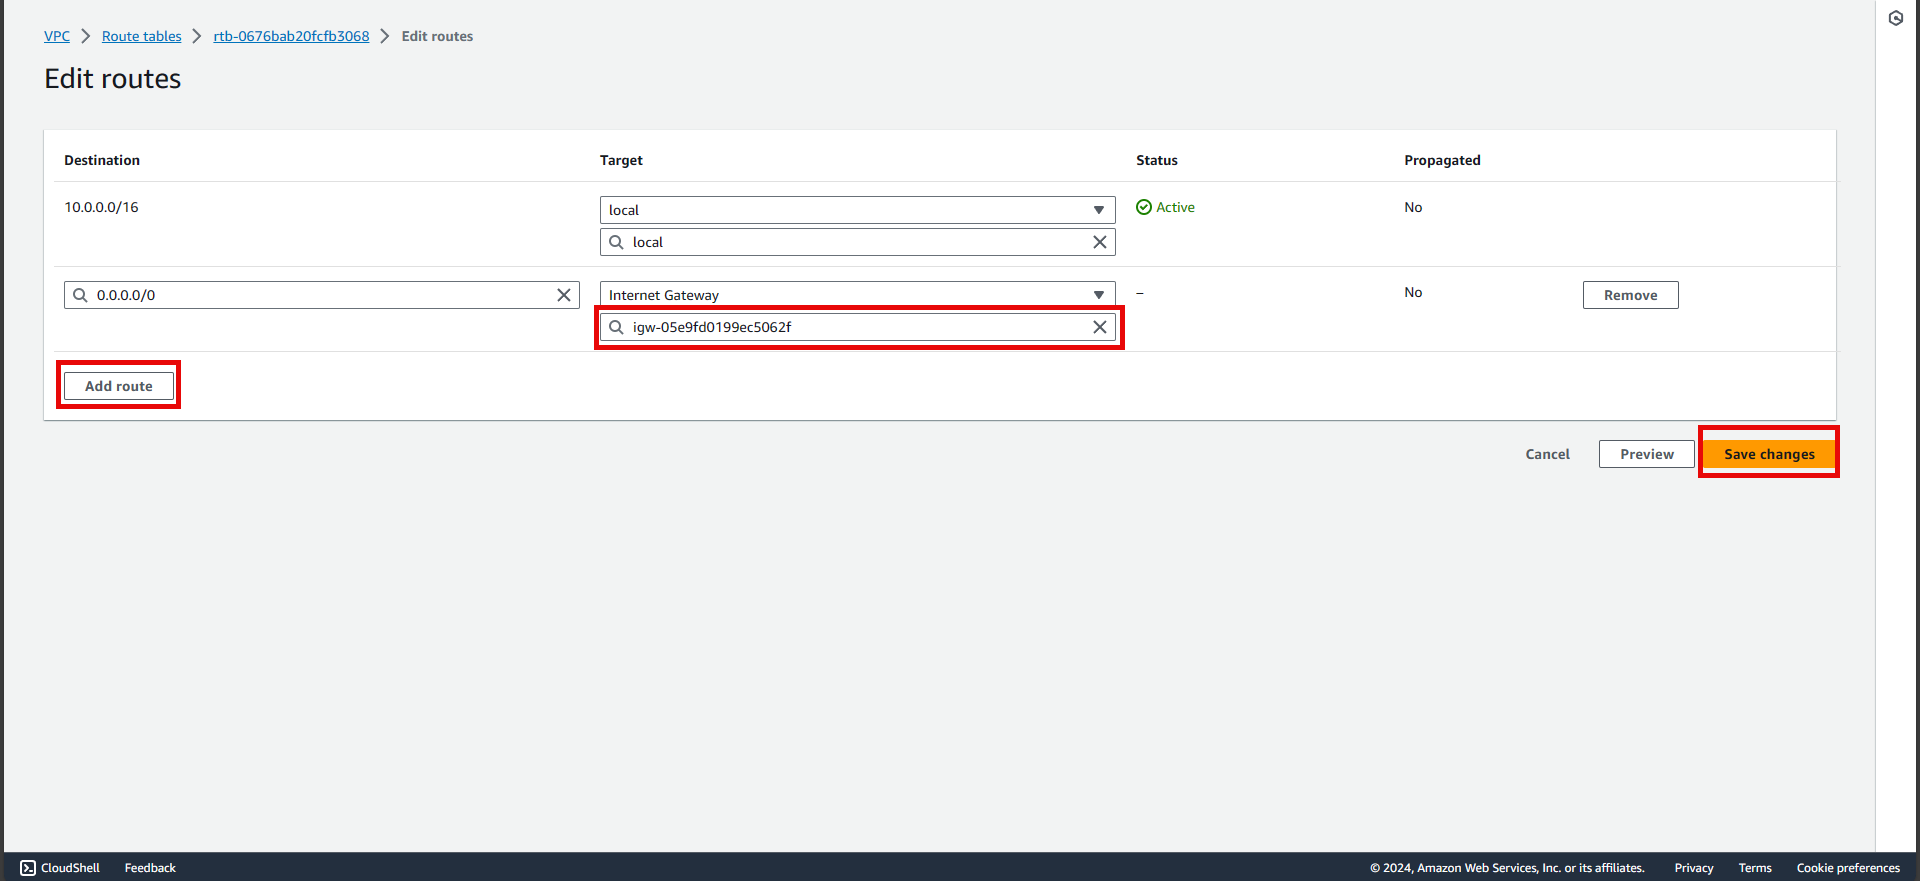 VPC > Route tables > rtb-0676bab20fcfb3068 > Edit routes
Edit routes
Destination Target Status Propagated
10.0.0.0/16 local Active No
local
0.0.0.0/0 Internet Gateway – No Remove
igw-05e9fd0199ec5062f
Add route
Cancel Preview Save changes
CloudShell Feedback © 2024, Amazon Web Services, Inc. or its affiliates. Privacy Terms Cookie preferences